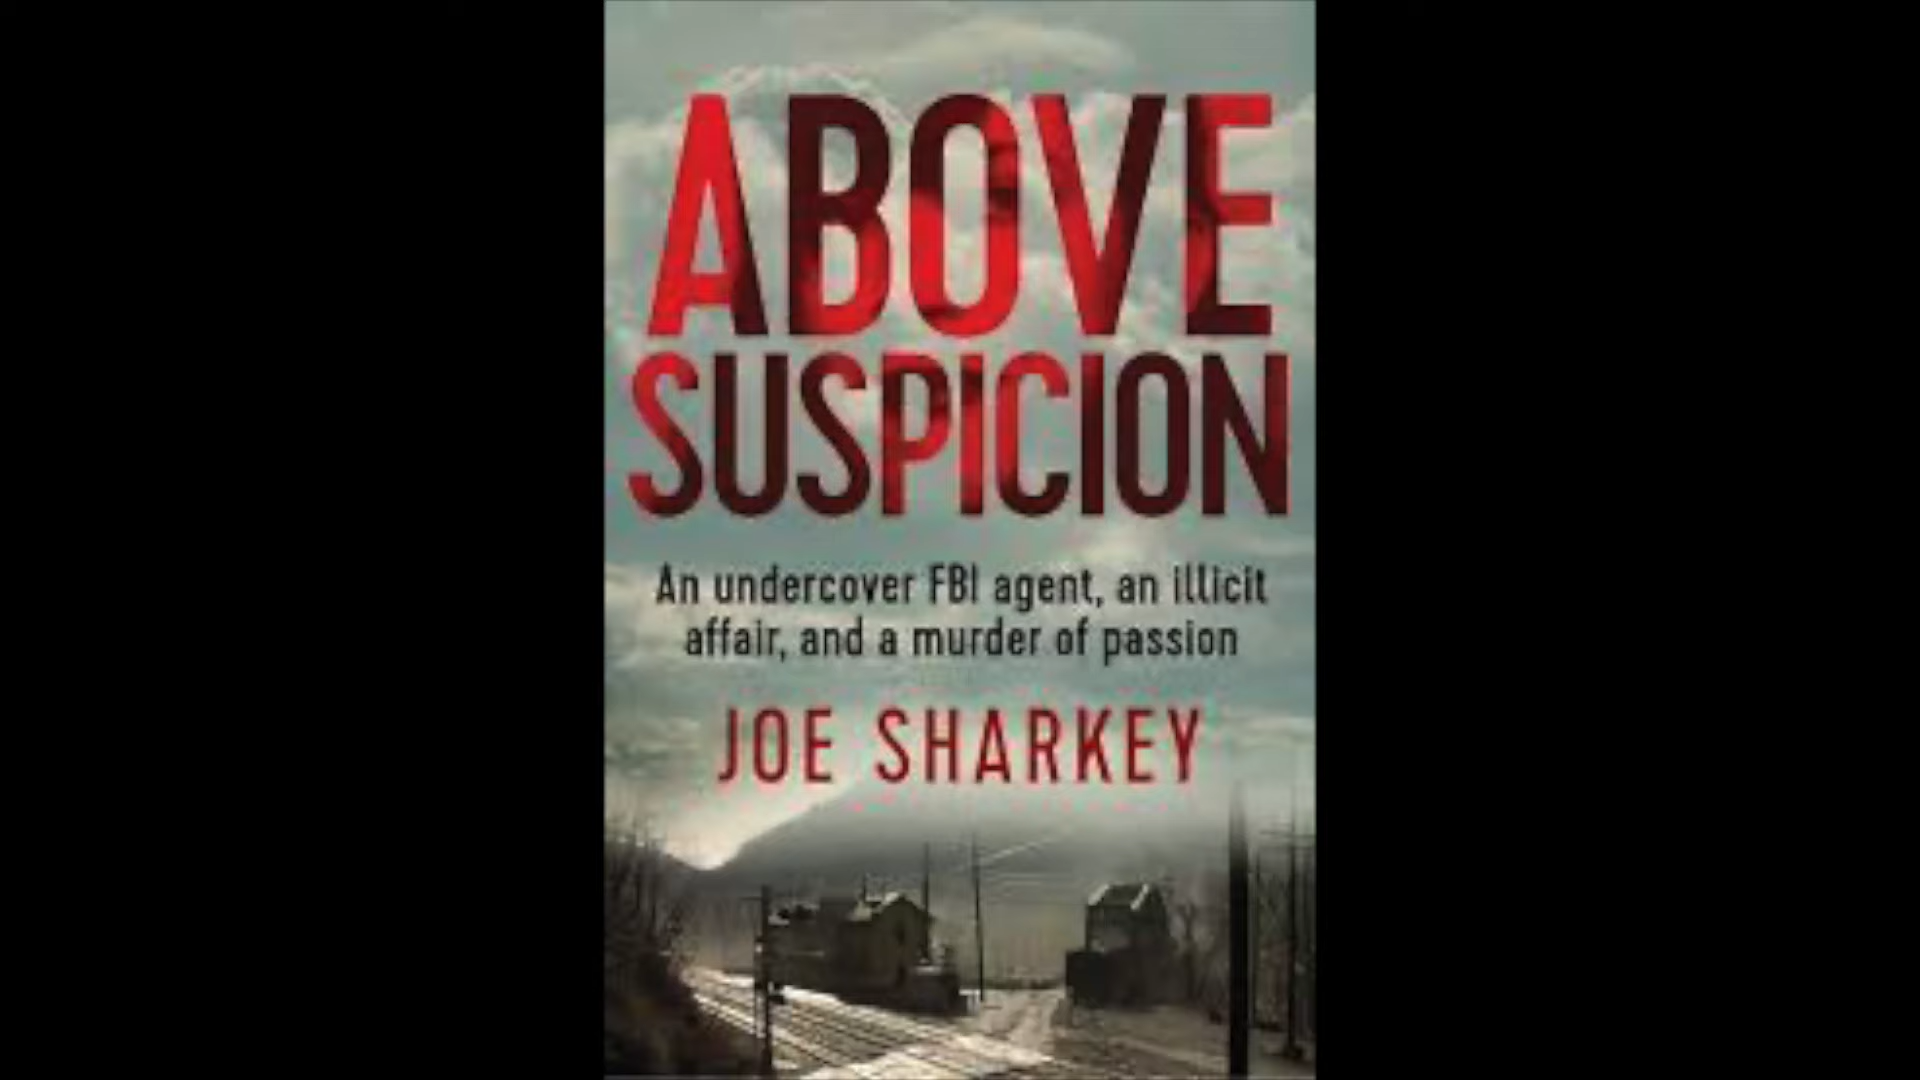 ABOVE
SUSPICION
An undercover FBI agent, an illicit
affair, and a murder of passion
JOE SHARKEY